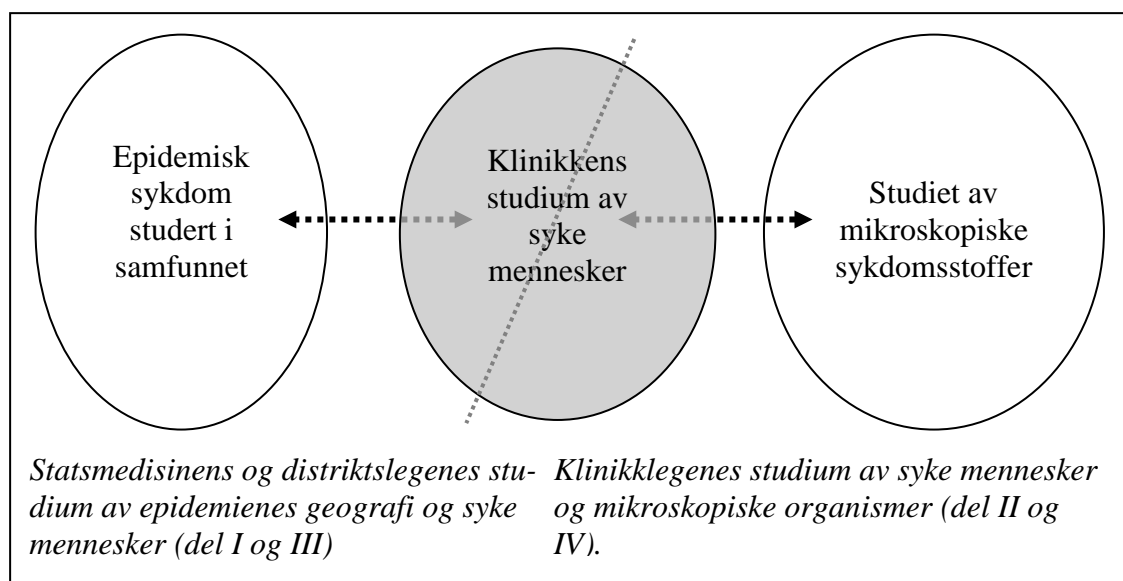 Epidemisk
sykdom
studert i
samfunnet
Klinikkens
studium av
syke
mennesker
Studiet av
mikroskopiske
sykdomsstoffer
Statsmedisinens og distriktslegenes stu-
dium av epidemienes geografi og syke
mennesker (del I og III)
Klinikklegenes studium av syke mennesker
og mikroskopiske organismer (del II og
IV).